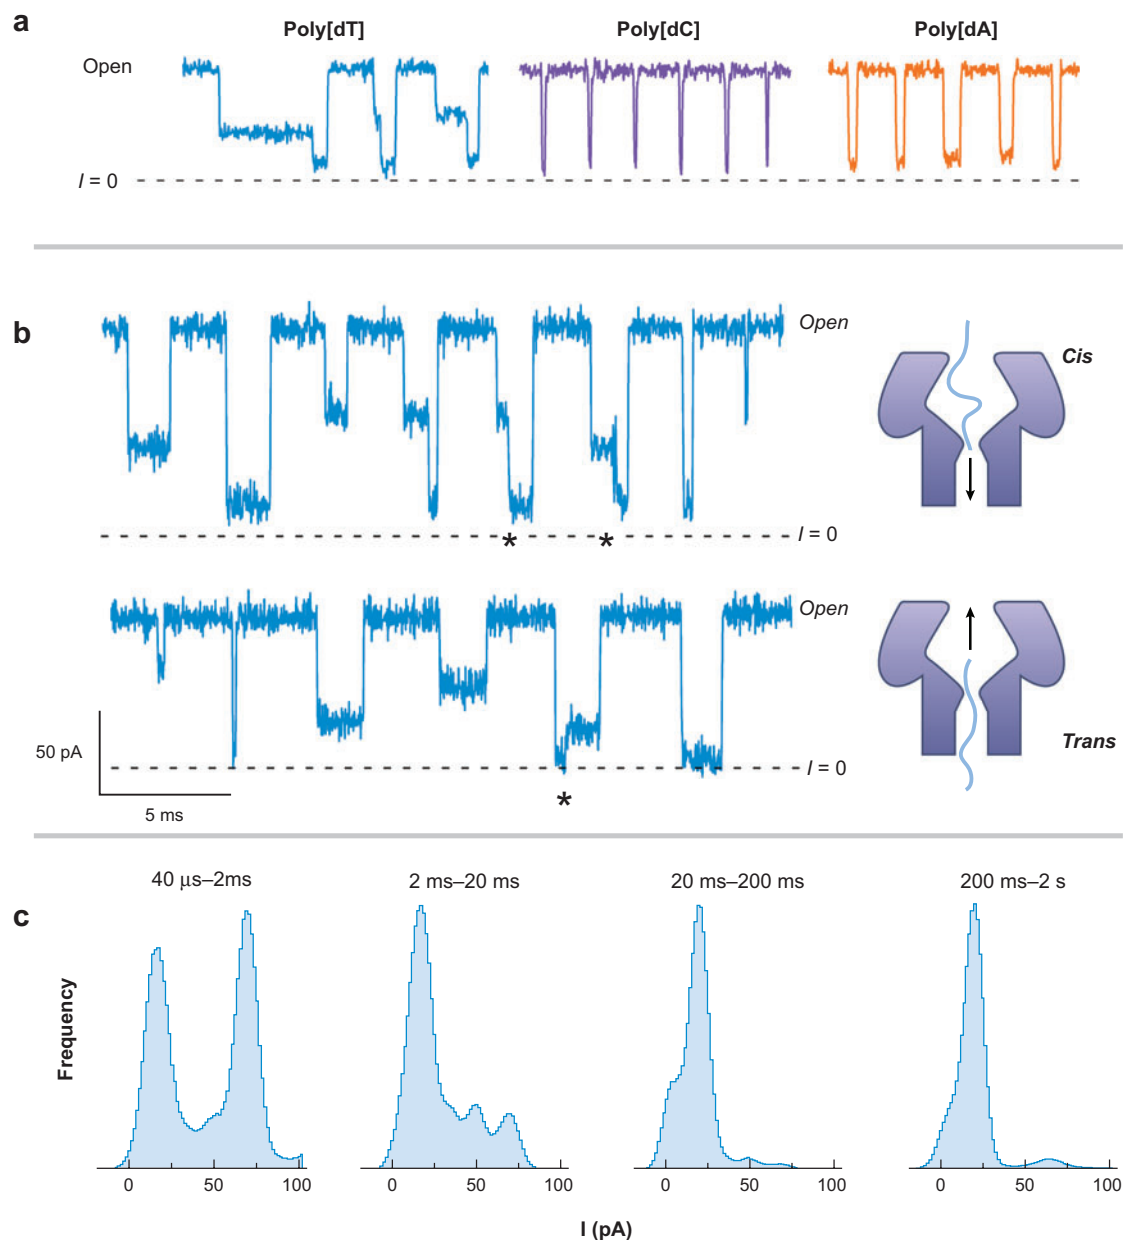 a
Poly[dT] Poly[dC] Poly[dA]
Open
I = 0
b
Open
Cis
I = 0
* *
Open
50 pA
I = 0
Trans
5 ms
*
c
40 μs–2ms 2 ms–20 ms 20 ms–200 ms 200 ms–2 s
Frequency
0 50 100 0 50 100 0 50 100 0 50 100
I (pA)